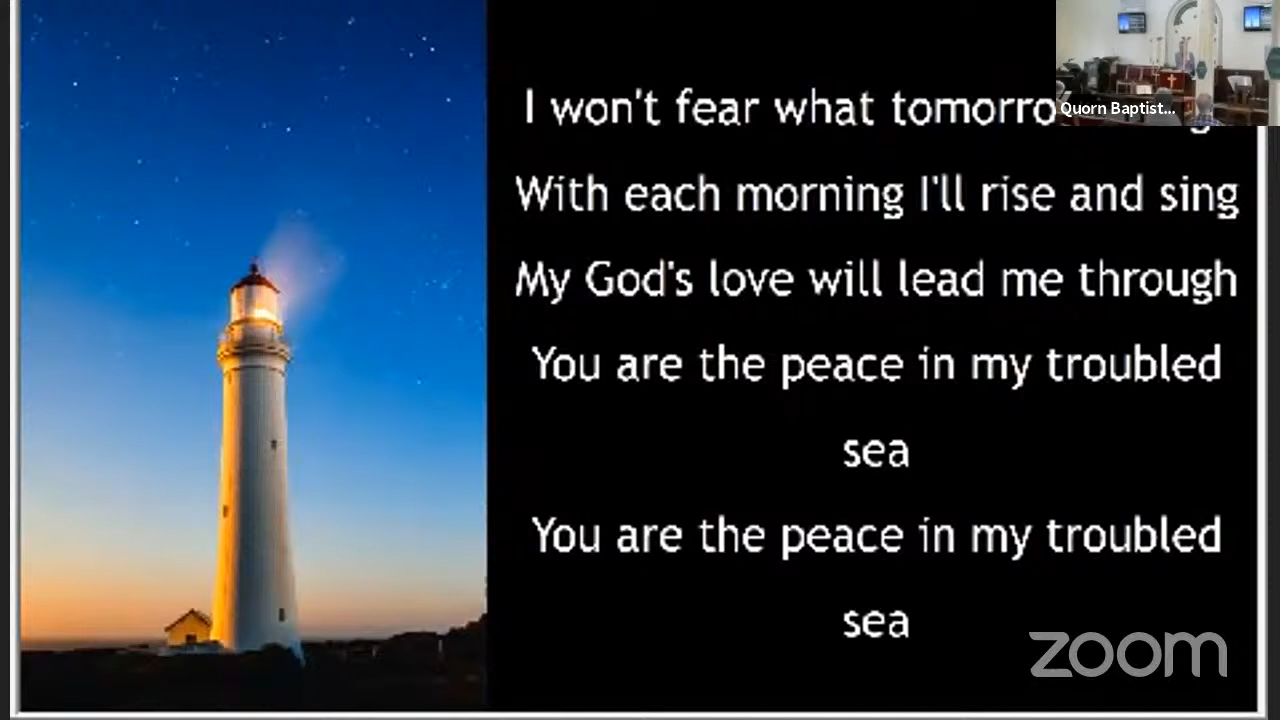 I won't fear what
With each morning I'll rise and sing
My God's love will lead me through
You are the peace in my troubled
sea
You are the peace in my troubled
sea
Quorn Baptist...
zoom